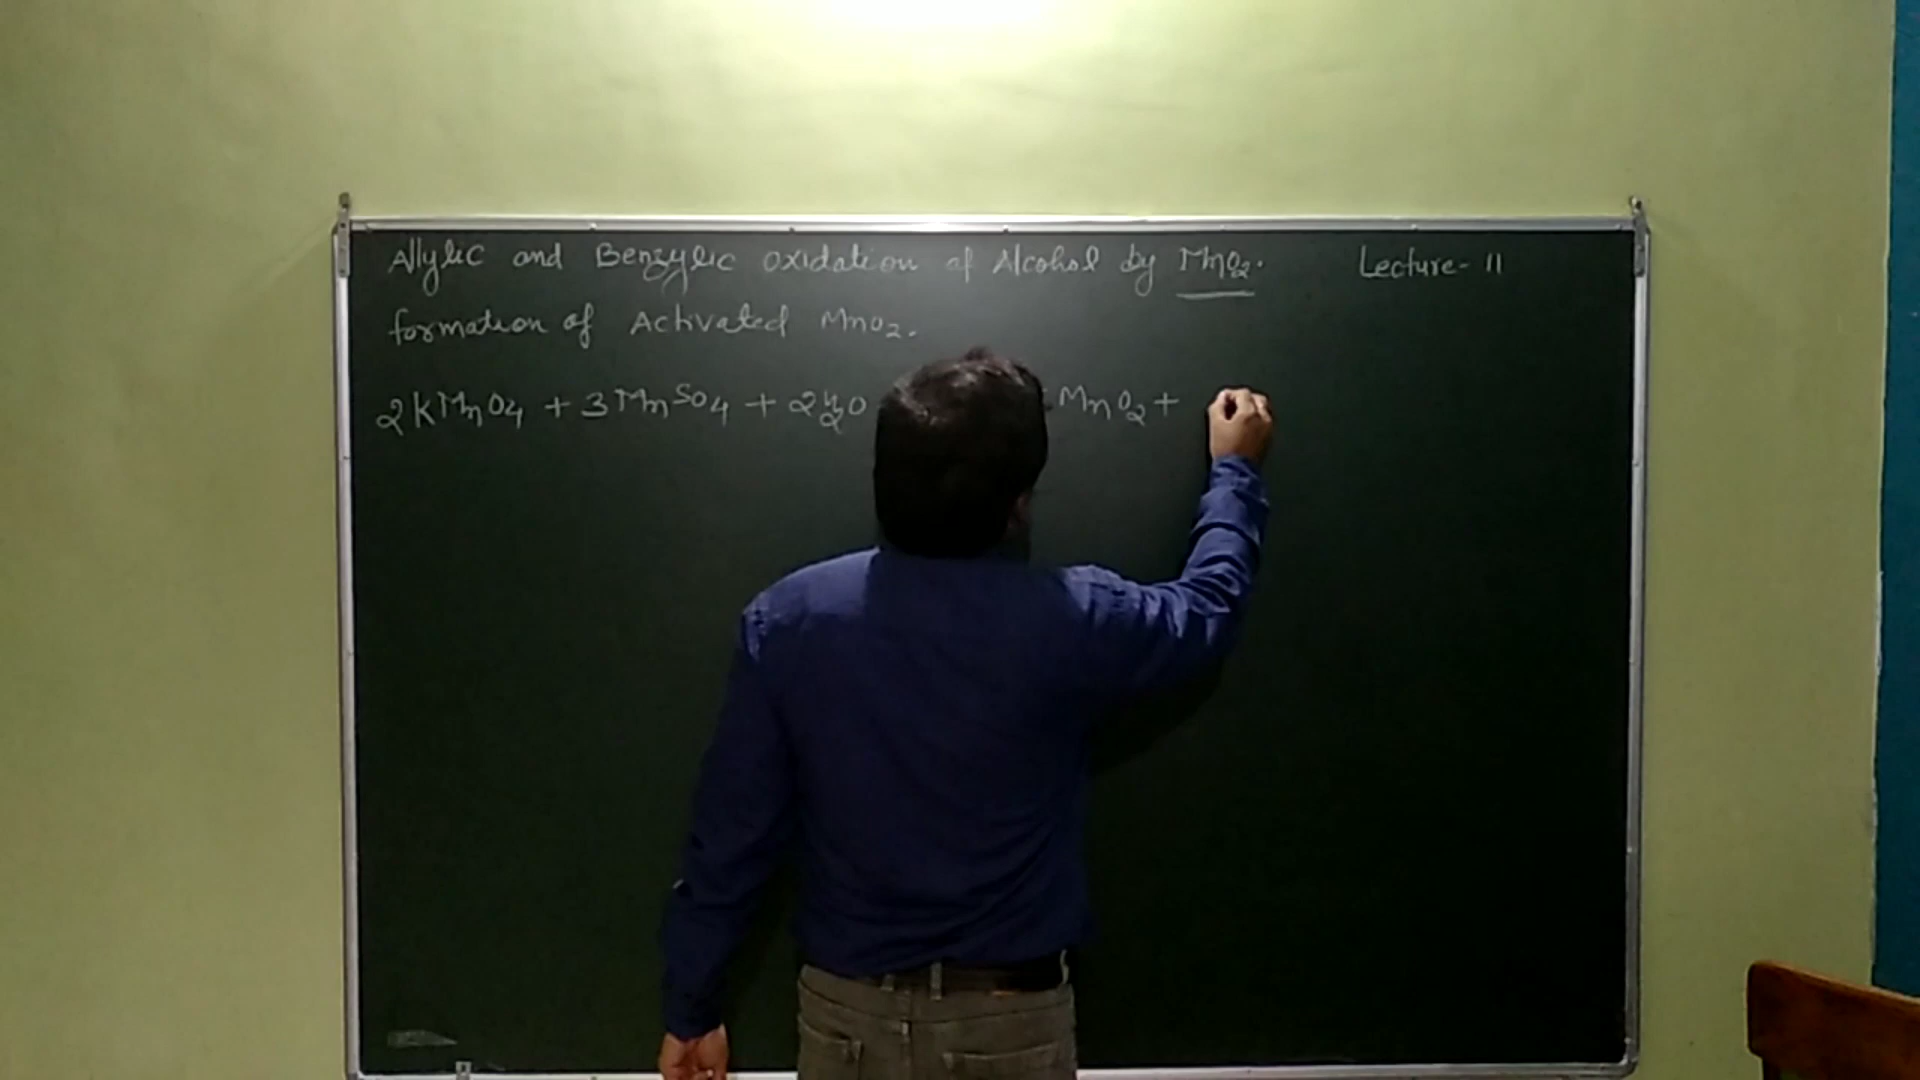 Allylic and Benzylic oxidation of Alcohol by MnO2. Lecture- 11
formation of Activated MnO2.
2KMnO4 + 3MnSO4 + 2H2O MnO2 +